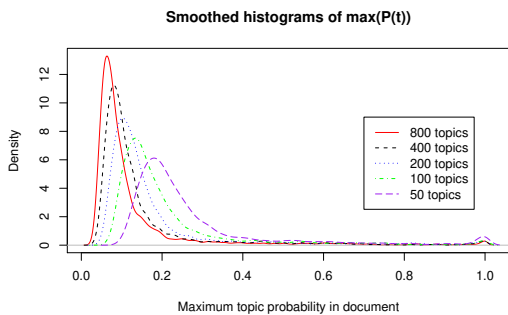 Smoothed histograms of max(P(t))
Density
12
10
8
6
4
2
0
800 topics
400 topics
200 topics
100 topics
50 topics
0.0 0.2 0.4 0.6 0.8 1.0
Maximum topic probability in document